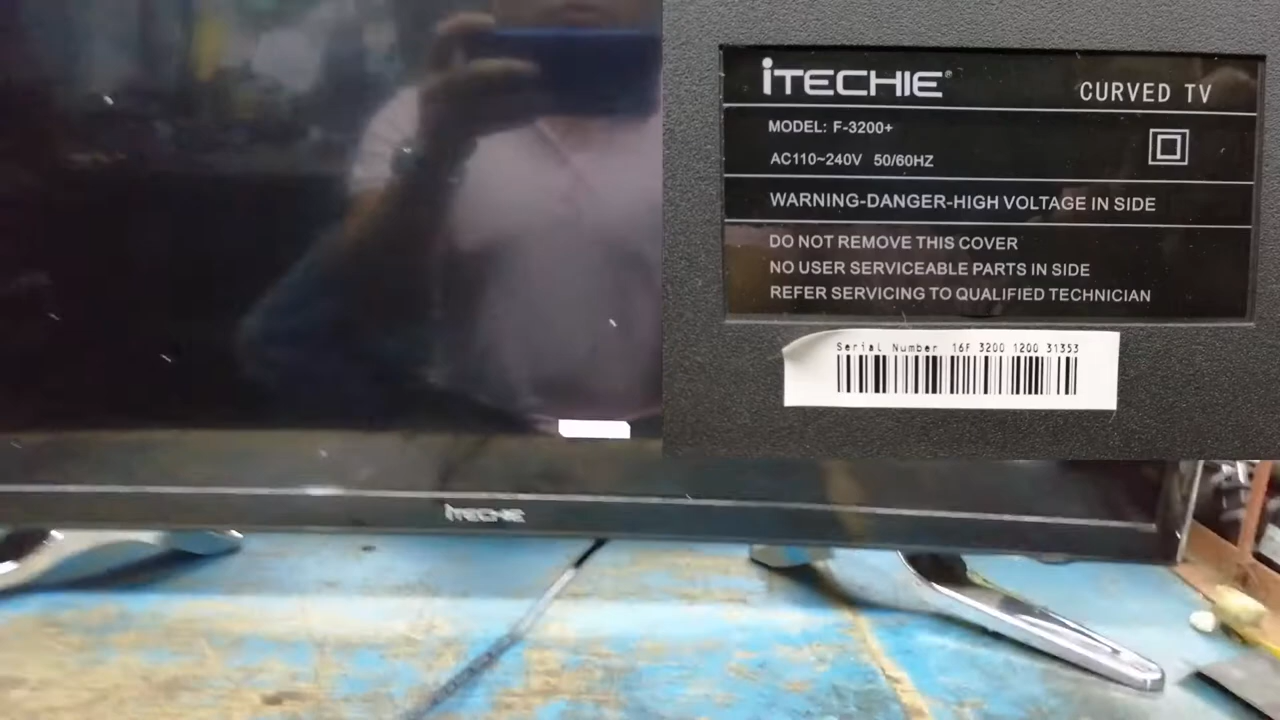 iTECHIE®
CURVED TV
MODEL: F-3200+
AC110~240V 50/60HZ
WARNING-DANGER-HIGH VOLTAGE IN SIDE
DO NOT REMOVE THIS COVER
NO USER SERVICEABLE PARTS IN SIDE
REFER SERVICING TO QUALIFIED TECHNICIAN
Serial Number 16F 3200 1200 31353
iTECHIE